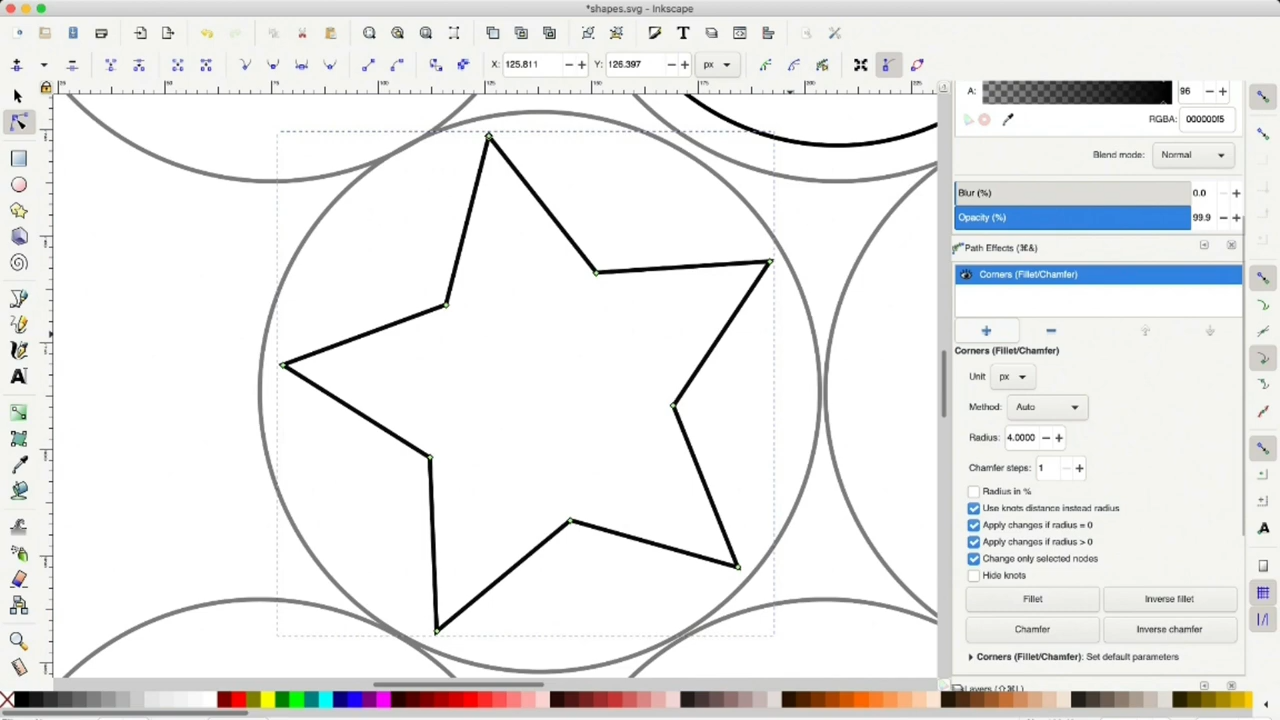 *shapes.svg - Inkscape
X: 125.811 Y: 126.397 px
A: 96
RGBA: 000000f5
Blend mode: Normal
Blur (%) 0.0
Opacity (%) 99.9
Path Effects (⌘&)
Corners (Fillet/Chamfer)
Corners (Fillet/Chamfer)
Unit px
Method: Auto
Radius: 4.0000
Chamfer steps: 1
Radius in %
Use knots distance instead radius
Apply changes if radius = 0
Apply changes if radius > 0
Change only selected nodes
Hide knots
Fillet Inverse fillet
Chamfer Inverse chamfer
Corners (Fillet/Chamfer): Set default parameters
Layers (⇧⌘L)